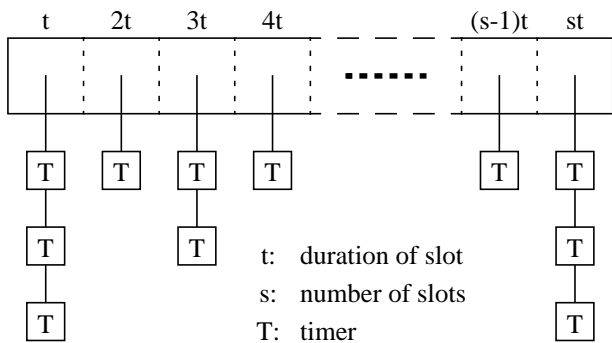 t 2t 3t 4t (s-1)t st
T T T T T T
T T T
t: duration of slot
s: number of slots
T T T: timer